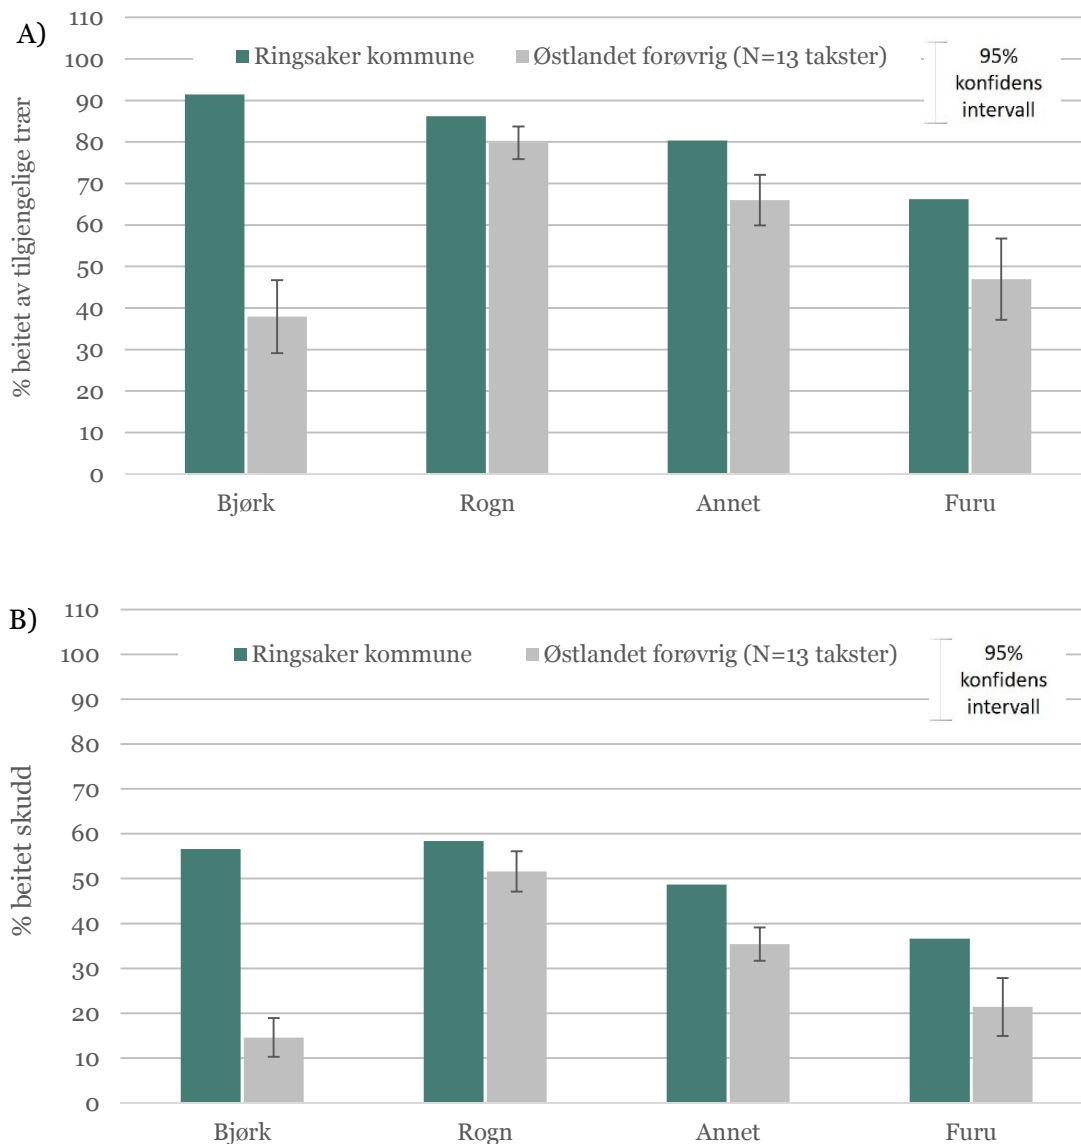 A)
110
100
90
80
70
60
50
40
30
20
10
0
% beitet av tilgjengelige trær
Ringsaker kommune
Østlandet forøvrig (N=13 takster)
95%
konfidens
intervall
Bjørk
Rogn
Annet
Furu
B)
110
100
90
80
70
60
50
40
30
20
10
0
% beitet skudd
Ringsaker kommune
Østlandet forøvrig (N=13 takster)
95%
konfidens
intervall
Bjørk
Rogn
Annet
Furu